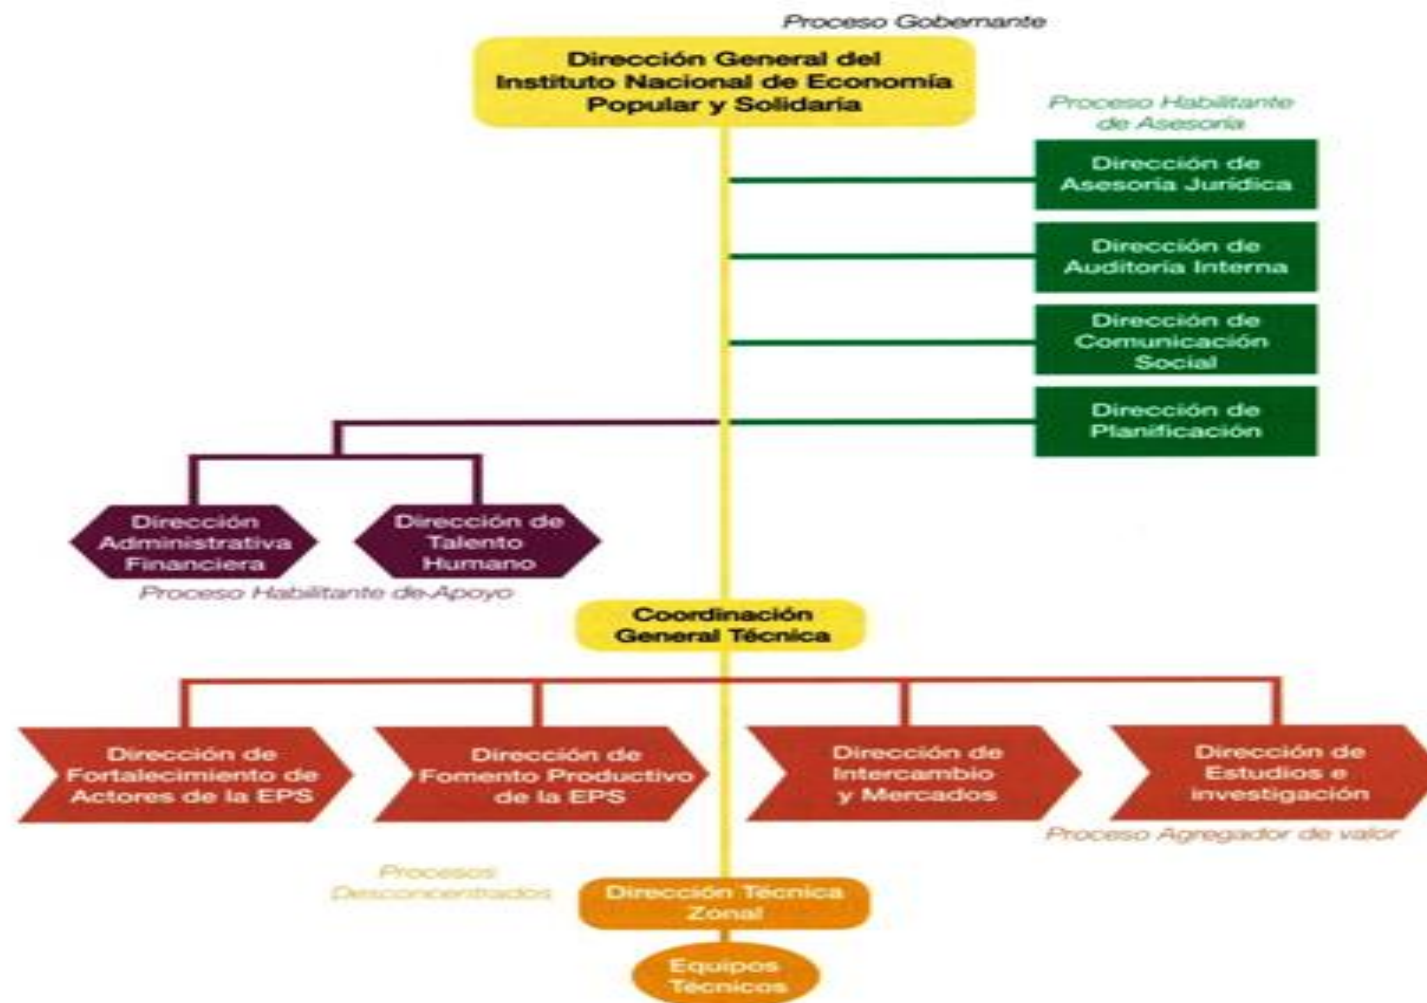 Proceso Gobernante
Dirección General del
Instituto Nacional de Economía
Popular y Solidaria
Proceso Habilitante
de Asesoría
Dirección de
Asesoría Jurídica
Dirección de
Auditoría Interna
Dirección de
Comunicación
Social
Dirección de
Planificación
Dirección
Administrativa
Financiera
Dirección de
Talento
Humano
Proceso Habilitante de Apoyo
Coordinación
General Técnica
Dirección de
Fortalecimiento de
Actores de la EPS
Dirección de
Fomento Productivo
de la EPS
Dirección de
Intercambio
y Mercados
Dirección de
Estudios e
investigación
Proceso Agregador de valor
Procesos
Desconcentrados
Dirección Técnica
Zonal
Equipos
Técnicos